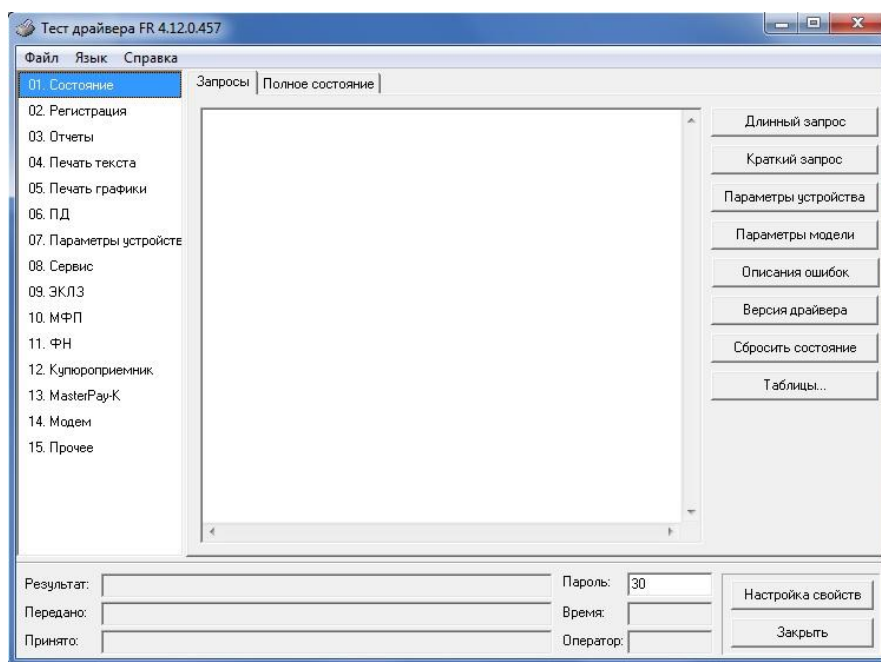 Тест драйвера FR 4.12.0.457
Файл Язык Справка
01. Состояние
02. Регистрация
03. Отчеты
04. Печать текста
05. Печать графики
06. ПД
07. Параметры устройств
08. Сервис
09. ЭКЛЗ
10. МФП
11. ФН
12. Купюроприемник
13. MasterPay-К
14. Модем
15. Прочее
Запросы Полное состояние
Длинный запрос
Краткий запрос
Параметры устройства
Параметры модели
Описания ошибок
Версия драйвера
Сбросить состояние
Таблицы...
Результат:
Передано:
Принято:
Пароль: 30
Время:
Оператор:
Настройка свойств
Закрыть